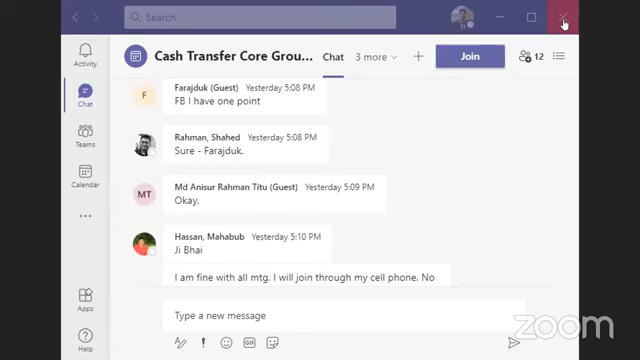 Search
Activity
Chat
Teams
Calendar
Apps
Help
Cash Transfer Core Grou... Chat 3 more Join 12
F
Farajduk (Guest) Yesterday 5:08 PM
FB I have one point
Rahman, Shahed Yesterday 5:08 PM
Sure - Farajduk.
MT
Md Anisur Rahman Titu (Guest) Yesterday 5:09 PM
Okay,
Hassan, Mahabub Yesterday 5:10 PM
Ji Bhai
I am fine with all mtg. I will join through my cell phone. No
Type a new message
GIF
zoom